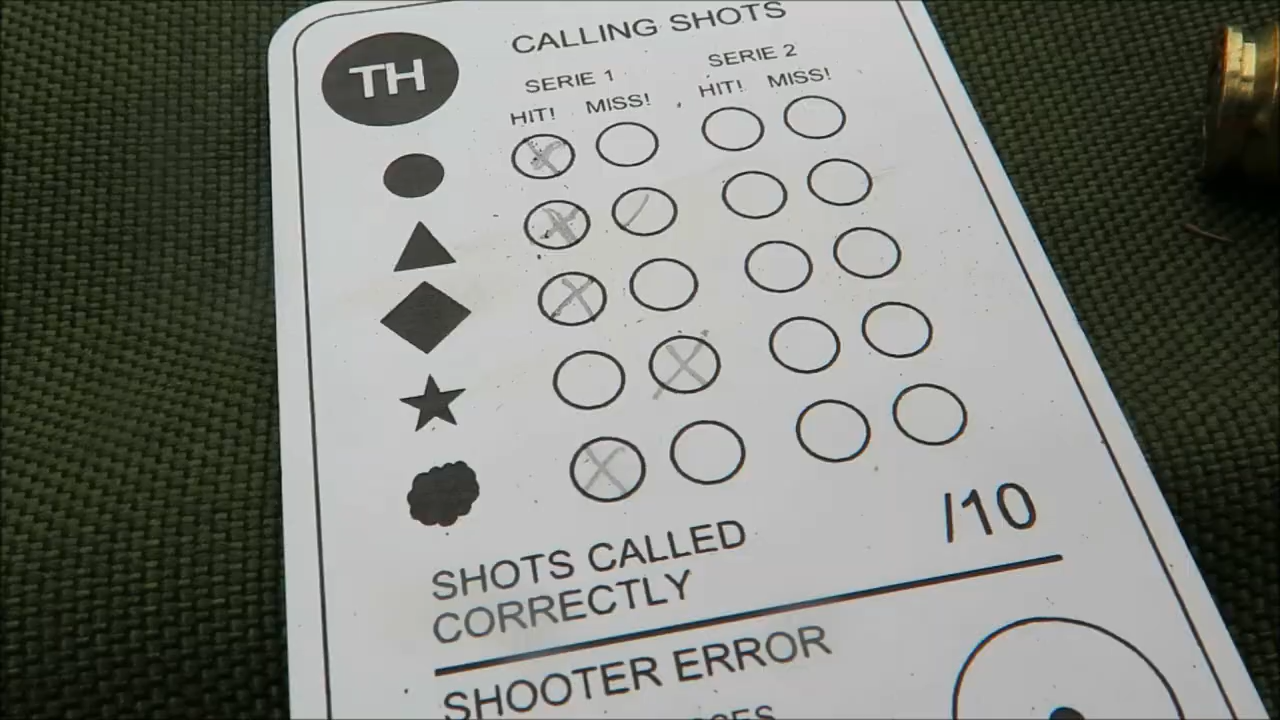 TH
CALLING SHOTS
SERIE 1 SERIE 2
HIT! MISS! HIT! MISS!
SHOTS CALLED
CORRECTLY
/10
SHOOTER ERROR